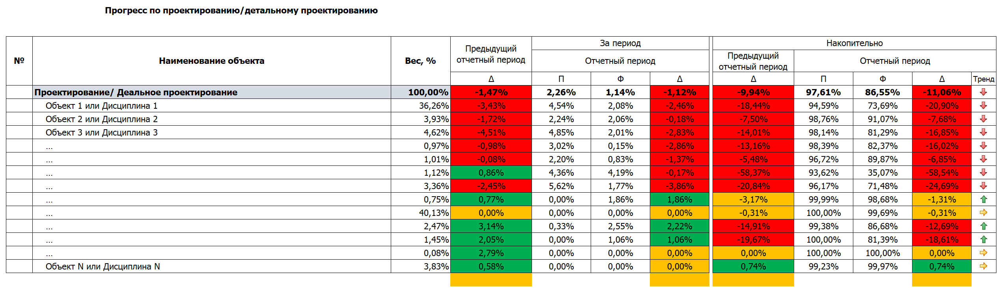 Прогресс по проектированию/детальному проектированию
№ Наименование объекта Вес, % Предыдущий отчетный период За период Накопительно
Отчетный период Предыдущий отчетный период Отчетный период
Δ П Ф Δ Δ П Ф Δ Тренд
Проектирование/ Деальное проектирование 100,00% -1,47% 2,26% 1,14% -1,12% -9,94% 97,61% 86,55% -11,06%
Объект 1 или Дисциплина 1 36,26% -3,43% 4,54% 2,08% -2,46% -18,44% 94,59% 73,69% -20,90%
Объект 2 или Дисциплина 2 3,93% -1,72% 2,24% 2,06% -0,18% -7,50% 98,76% 91,07% -7,68%
Объект 3 или Дисциплина 3 4,62% -4,51% 4,85% 2,01% -2,83% -14,01% 98,14% 81,29% -16,85%
... 0,97% -0,98% 3,02% 0,15% -2,86% -13,16% 98,39% 82,37% -16,02%
... 1,01% -0,08% 2,20% 0,83% -1,37% -5,48% 96,72% 89,87% -6,85%
... 1,12% 0,86% 4,36% 4,19% -0,17% -58,37% 93,62% 35,07% -58,54%
... 3,36% -2,45% 5,62% 1,77% -3,86% -20,84% 96,17% 71,48% -24,69%
... 0,75% 0,77% 0,00% 1,86% 1,86% -3,17% 99,99% 98,68% -1,31%
... 40,13% 0,00% 0,00% 0,00% 0,00% -0,31% 100,00% 99,69% -0,31%
... 2,47% 3,14% 0,33% 2,55% 2,22% -14,91% 99,38% 86,68% -12,69%
... 1,45% 2,05% 0,00% 1,06% 1,06% -19,67% 100,00% 81,39% -18,61%
... 0,08% 2,79% 0,00% 0,00% 0,00% 0,00% 100,00% 100,00% 0,00%
Объект N или Дисциплина N 3,83% 0,58% 0,00% 0,00% 0,00% 0,74% 99,23% 99,97% 0,74%